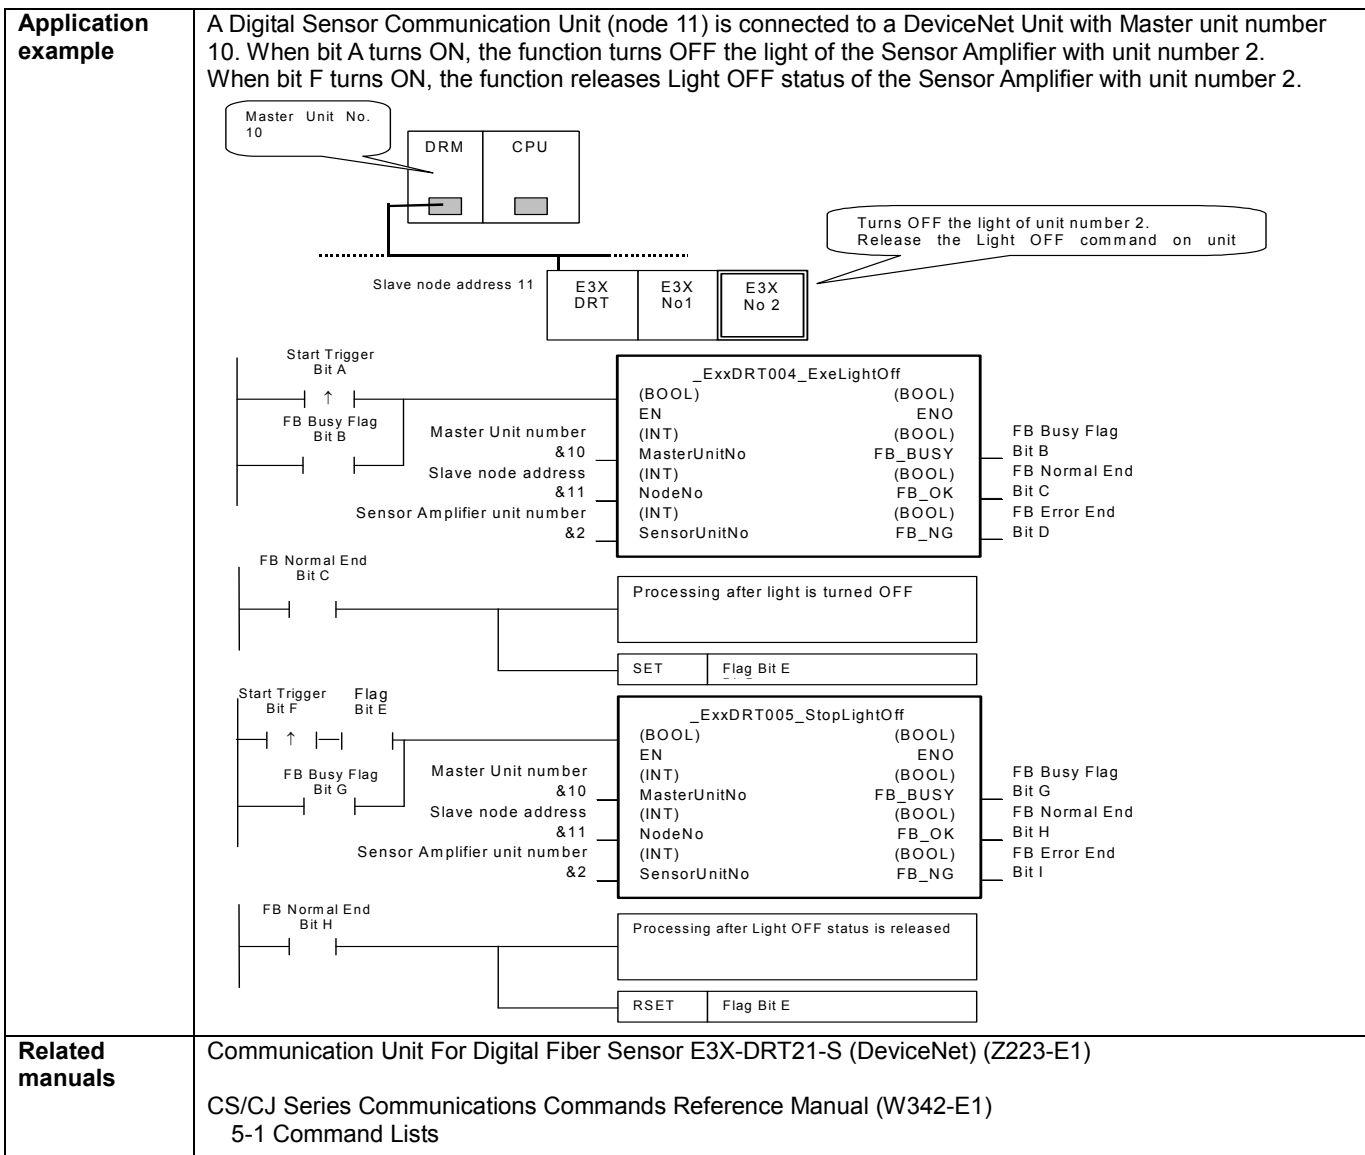 Application
example
A Digital Sensor Communication Unit (node 11) is connected to a DeviceNet Unit with Master unit number
10. When bit A turns ON, the function turns OFF the light of the Sensor Amplifier with unit number 2.
When bit F turns ON, the function releases Light OFF status of the Sensor Amplifier with unit number 2.
Master Unit No.
10
DRM
CPU
Turns OFF the light of unit number 2.
Release the Light OFF command on unit
Slave node address 11
E3X
DRT
E3X
No1
E3X
No 2
Start Trigger
Bit A
↑
FB Busy Flag
Bit B
Master Unit number
&10
Slave node address
&11
Sensor Amplifier unit number
&2
_ExxDRT004_ExeLightOff
(BOOL) (BOOL)
EN ENO
(INT) (BOOL)
MasterUnitNo FB_BUSY
(INT) (BOOL)
NodeNo FB_OK
(INT) (BOOL)
SensorUnitNo FB_NG
FB Busy Flag
Bit B
FB Normal End
Bit C
FB Error End
Bit D
FB Normal End
Bit C
Processing after light is turned OFF
SET Flag Bit E
Start Trigger
Bit F
Flag
Bit E
↑
FB Busy Flag
Bit G
Master Unit number
&10
Slave node address
&11
Sensor Amplifier unit number
&2
_ExxDRT005_StopLightOff
(BOOL) (BOOL)
EN ENO
(INT) (BOOL)
MasterUnitNo FB_BUSY
(INT) (BOOL)
NodeNo FB_OK
(INT) (BOOL)
SensorUnitNo FB_NG
FB Busy Flag
Bit G
FB Normal End
Bit H
FB Error End
Bit I
FB Normal End
Bit H
Processing after Light OFF status is released
RSET Flag Bit E
Related
manuals
Communication Unit For Digital Fiber Sensor E3X-DRT21-S (DeviceNet) (Z223-E1)
CS/CJ Series Communications Commands Reference Manual (W342-E1)
5-1 Command Lists